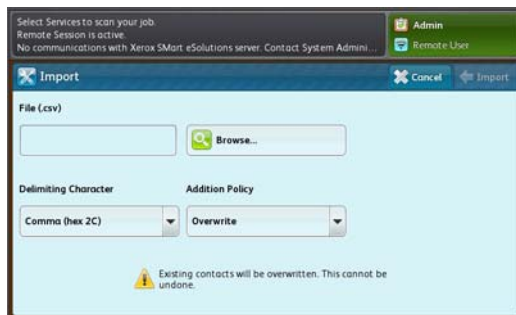 Select Services to scan your job.
Remote Session is active.
No communications with Xerox SMart eSolutions server. Contact System Admini...
Admin
Remote User
Import
Cancel
Import
File (.csv)
Browse...
Delimiting Character
Addition Policy
Comma (hex 2C)
Overwrite
Existing contacts will be overwritten. This cannot be
undone.